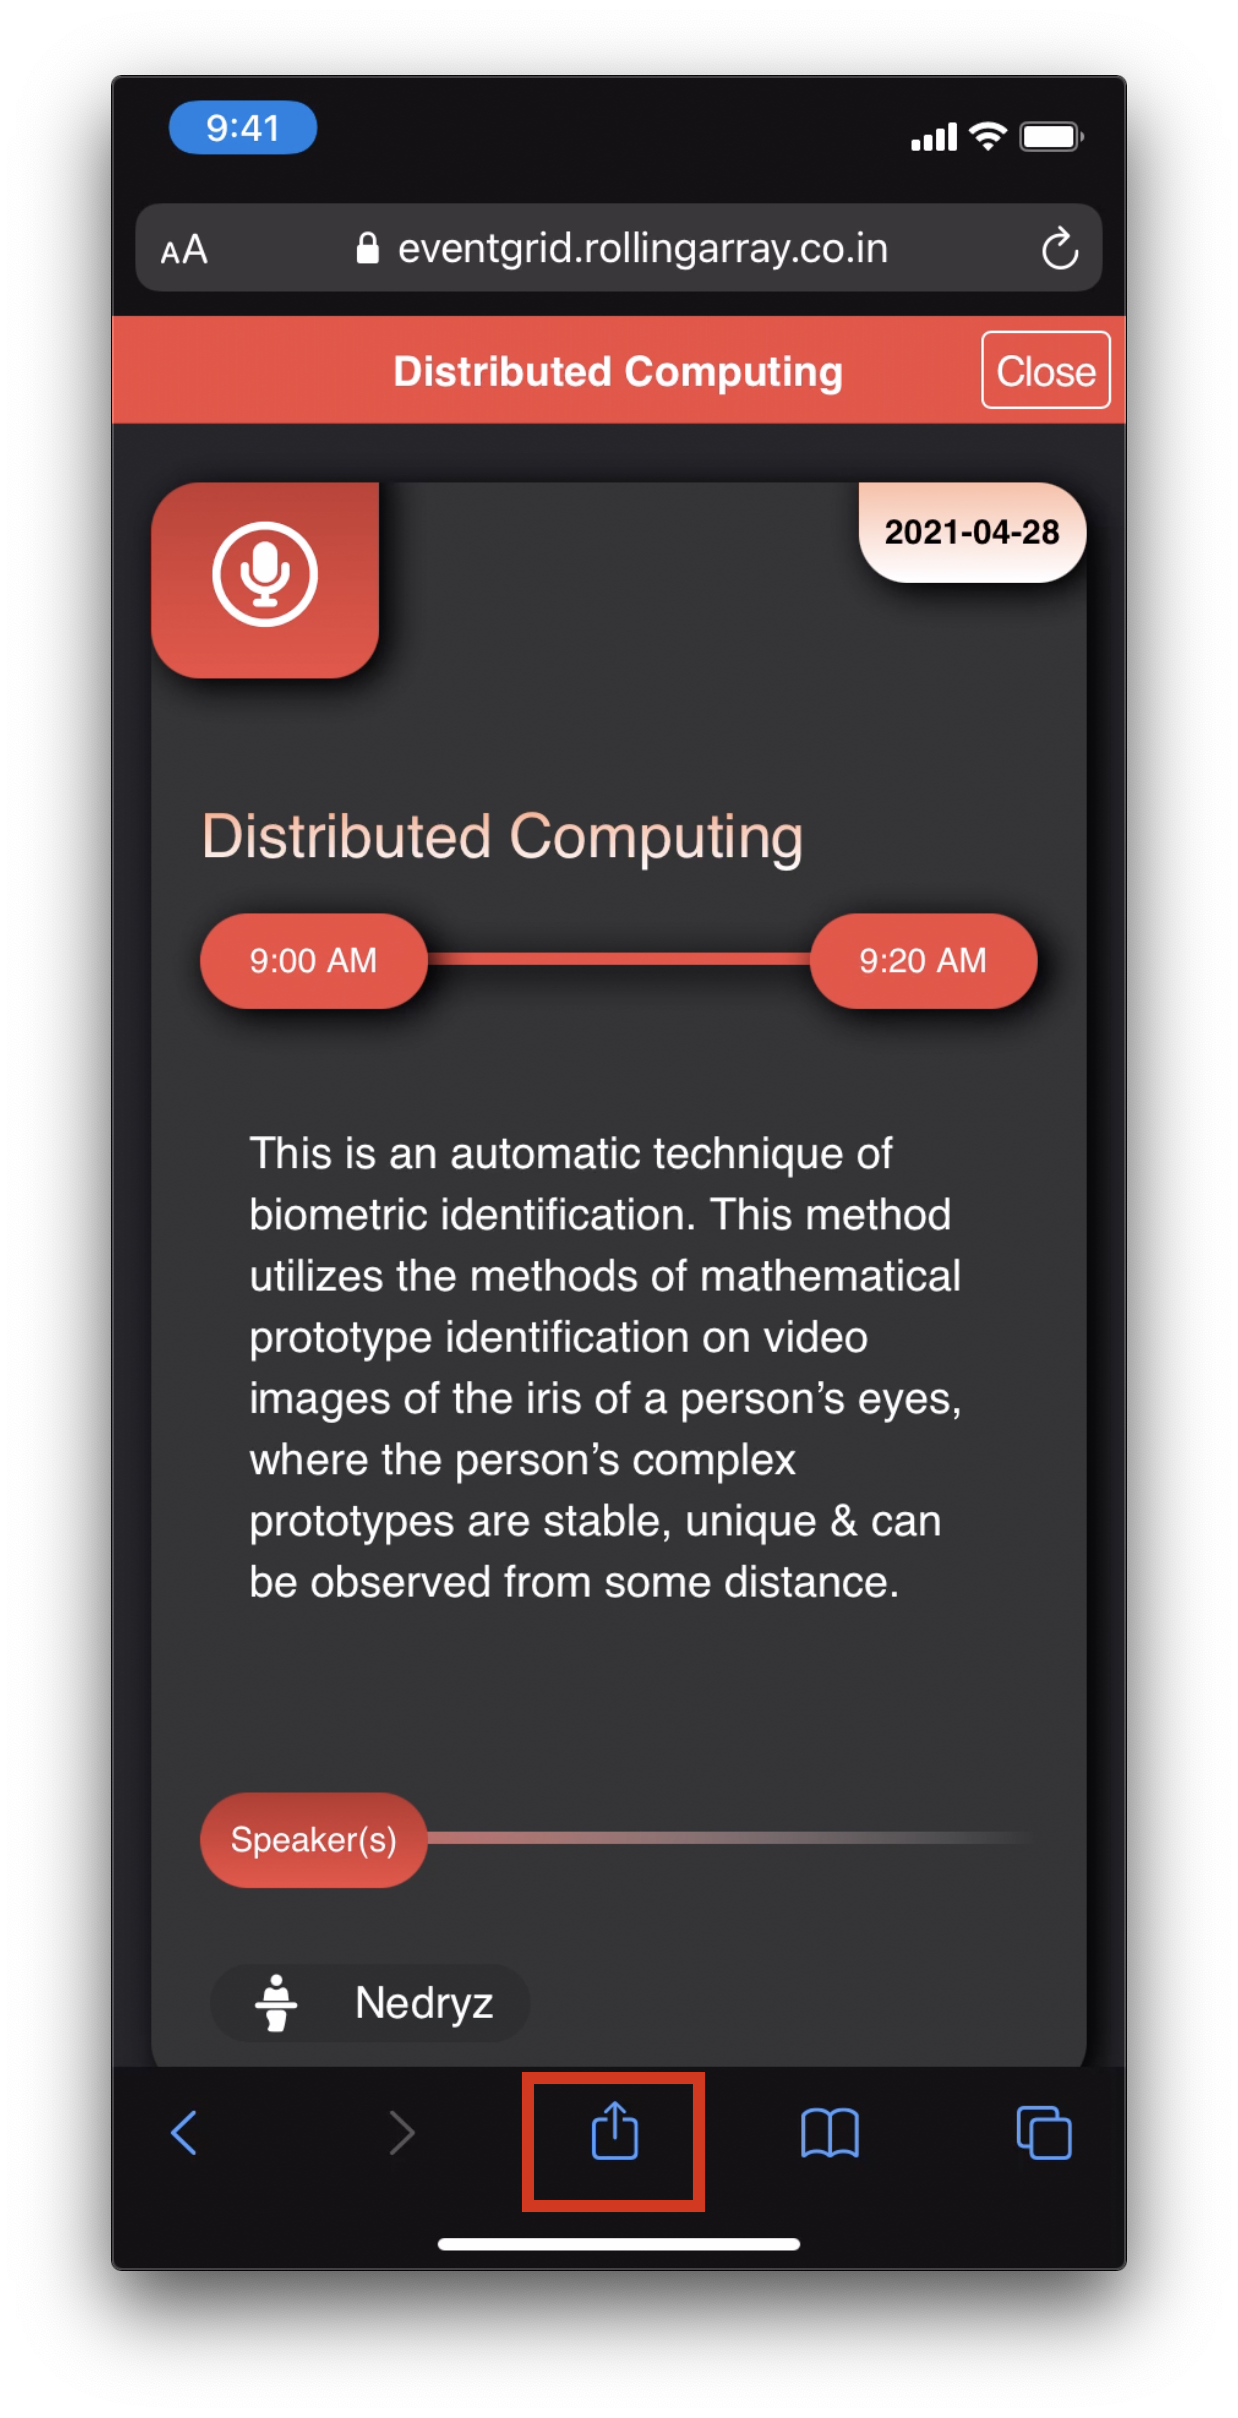 9:41
AA eventgrid.rollingarray.co.in
Distributed Computing Close
2021-04-28
Distributed Computing
9:00 AM 9:20 AM
This is an automatic technique of
biometric identification. This method
utilizes the methods of mathematical
prototype identification on video
images of the iris of a person’s eyes,
where the person’s complex
prototypes are stable, unique & can
be observed from some distance.
Speaker(s)
Nedryz